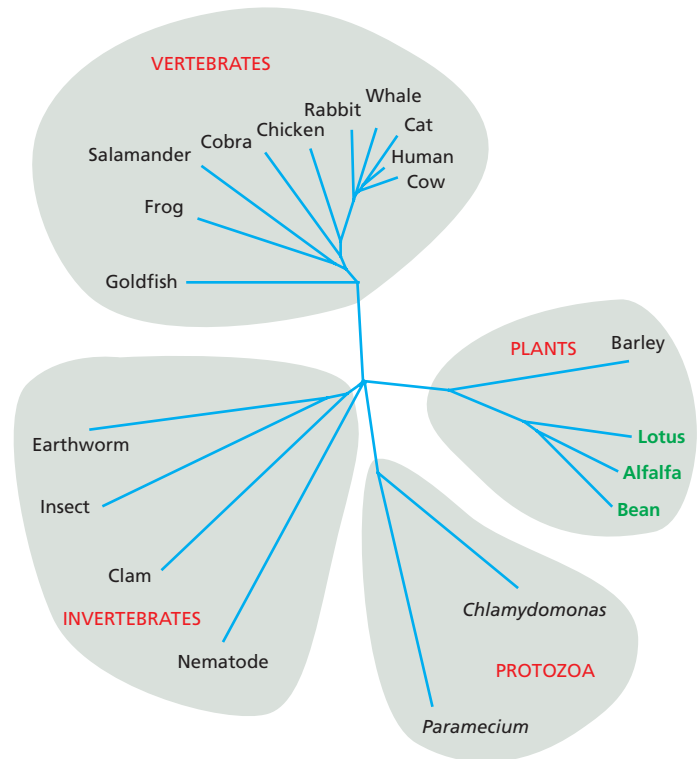 VERTEBRATES
Whale
Rabbit
Cat
Chicken
Cobra
Human
Salamander
Cow
Frog
Goldfish
PLANTS
Barley
Lotus
Alfalfa
Bean
Earthworm
Insect
Clam
INVERTEBRATES
Nematode
Chlamydomonas
PROTOZOA
Paramecium